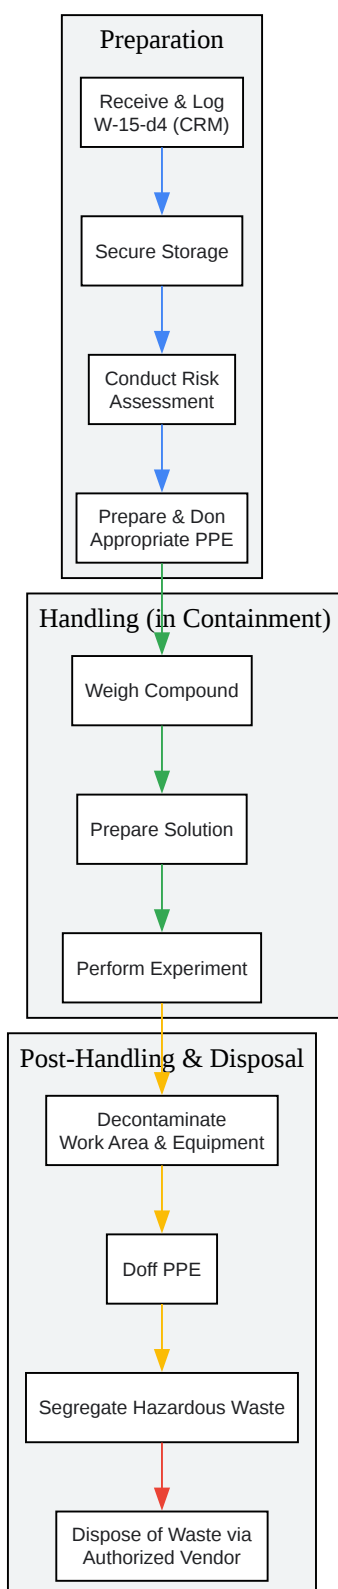 Preparation
Receive & Log
W-15-d4 (CRM)
Secure Storage
Conduct Risk
Assessment
Prepare & Don
Appropriate PPE
Handling (in Containment)
Weigh Compound
Prepare Solution
Perform Experiment
Post-Handling & Disposal
Decontaminate
Work Area & Equipment
Doff PPE
Segregate Hazardous Waste
Dispose of Waste via
Authorized Vendor